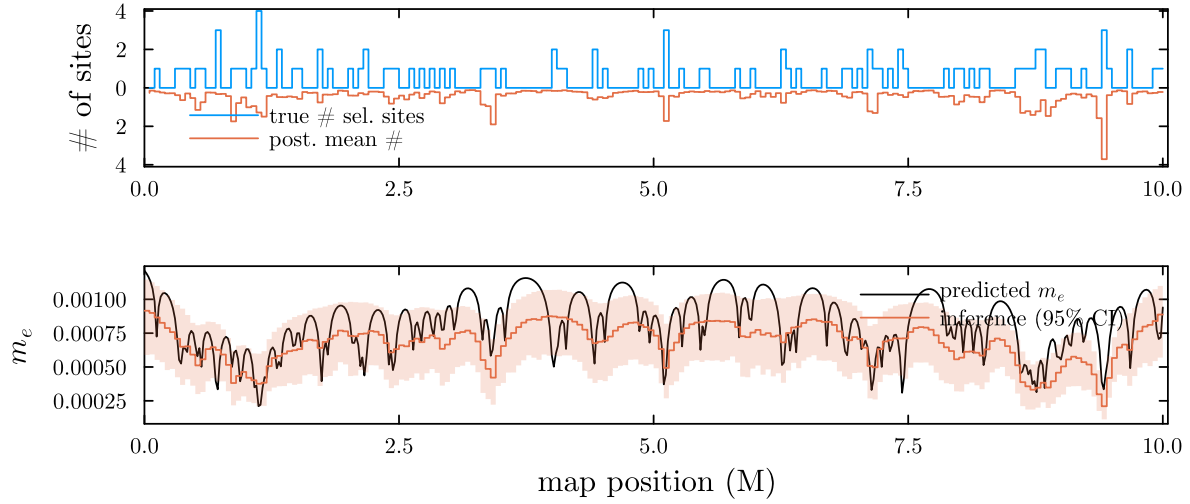 4
2
0
2
4
# of sites
true # sel. sites
post. mean #
0.0 2.5 5.0 7.5 10.0
0.00100
0.00075
0.00050
0.00025
mₑ
predicted mₑ
inference (95% CI)
0.0 2.5 5.0 7.5 10.0
map position (M)